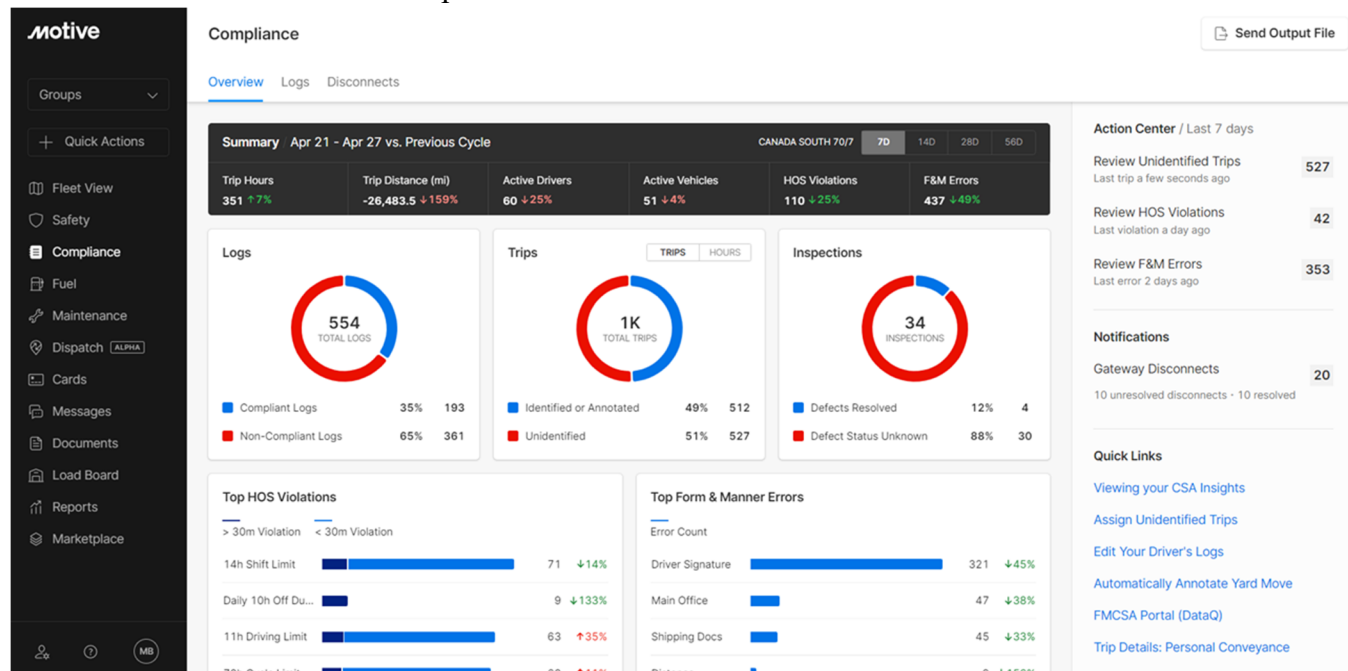 motive
Groups
Quick Actions
Fleet View
Safety
Compliance
Fuel
Maintenance
Dispatch ALPHA
Cards
Messages
Documents
Load Board
Reports
Marketplace
MB
Compliance
Send Output File
Overview Logs Disconnects
Summary / Apr 21 - Apr 27 vs. Previous Cycle
CANADA SOUTH 70/7 7D 14D 28D 56D
Trip Hours
351 ↑7%
Trip Distance (mi)
-26,483.5 ↓159%
Active Drivers
60 ↓25%
Active Vehicles
51 ↓4%
HOS Violations
110 ↓25%
F&M Errors
437 ↓49%
Logs
554
TOTAL LOGS
Compliant Logs 35% 193
Non-Compliant Logs 65% 361
Trips
TRIPS HOURS
1K
TOTAL TRIPS
Identified or Annotated 49% 512
Unidentified 51% 527
Inspections
34
INSPECTIONS
Defects Resolved 12% 4
Defect Status Unknown 88% 30
Top HOS Violations
> 30m Violation < 30m Violation
14h Shift Limit 71 ↓14%
Daily 10h Off Du... 9 ↓133%
11h Driving Limit 63 ↑35%
Top Form & Manner Errors
Error Count
Driver Signature 321 ↓45%
Main Office 47 ↓38%
Shipping Docs 45 ↓33%
Action Center / Last 7 days
Review Unidentified Trips 527
Last trip a few seconds ago
Review HOS Violations 42
Last violation a day ago
Review F&M Errors 353
Last error 2 days ago
Notifications
Gateway Disconnects 20
10 unresolved disconnects · 10 resolved
Quick Links
Viewing your CSA Insights
Assign Unidentified Trips
Edit Your Driver's Logs
Automatically Annotate Yard Move
FMCSA Portal (DataQ)
Trip Details: Personal Conveyance